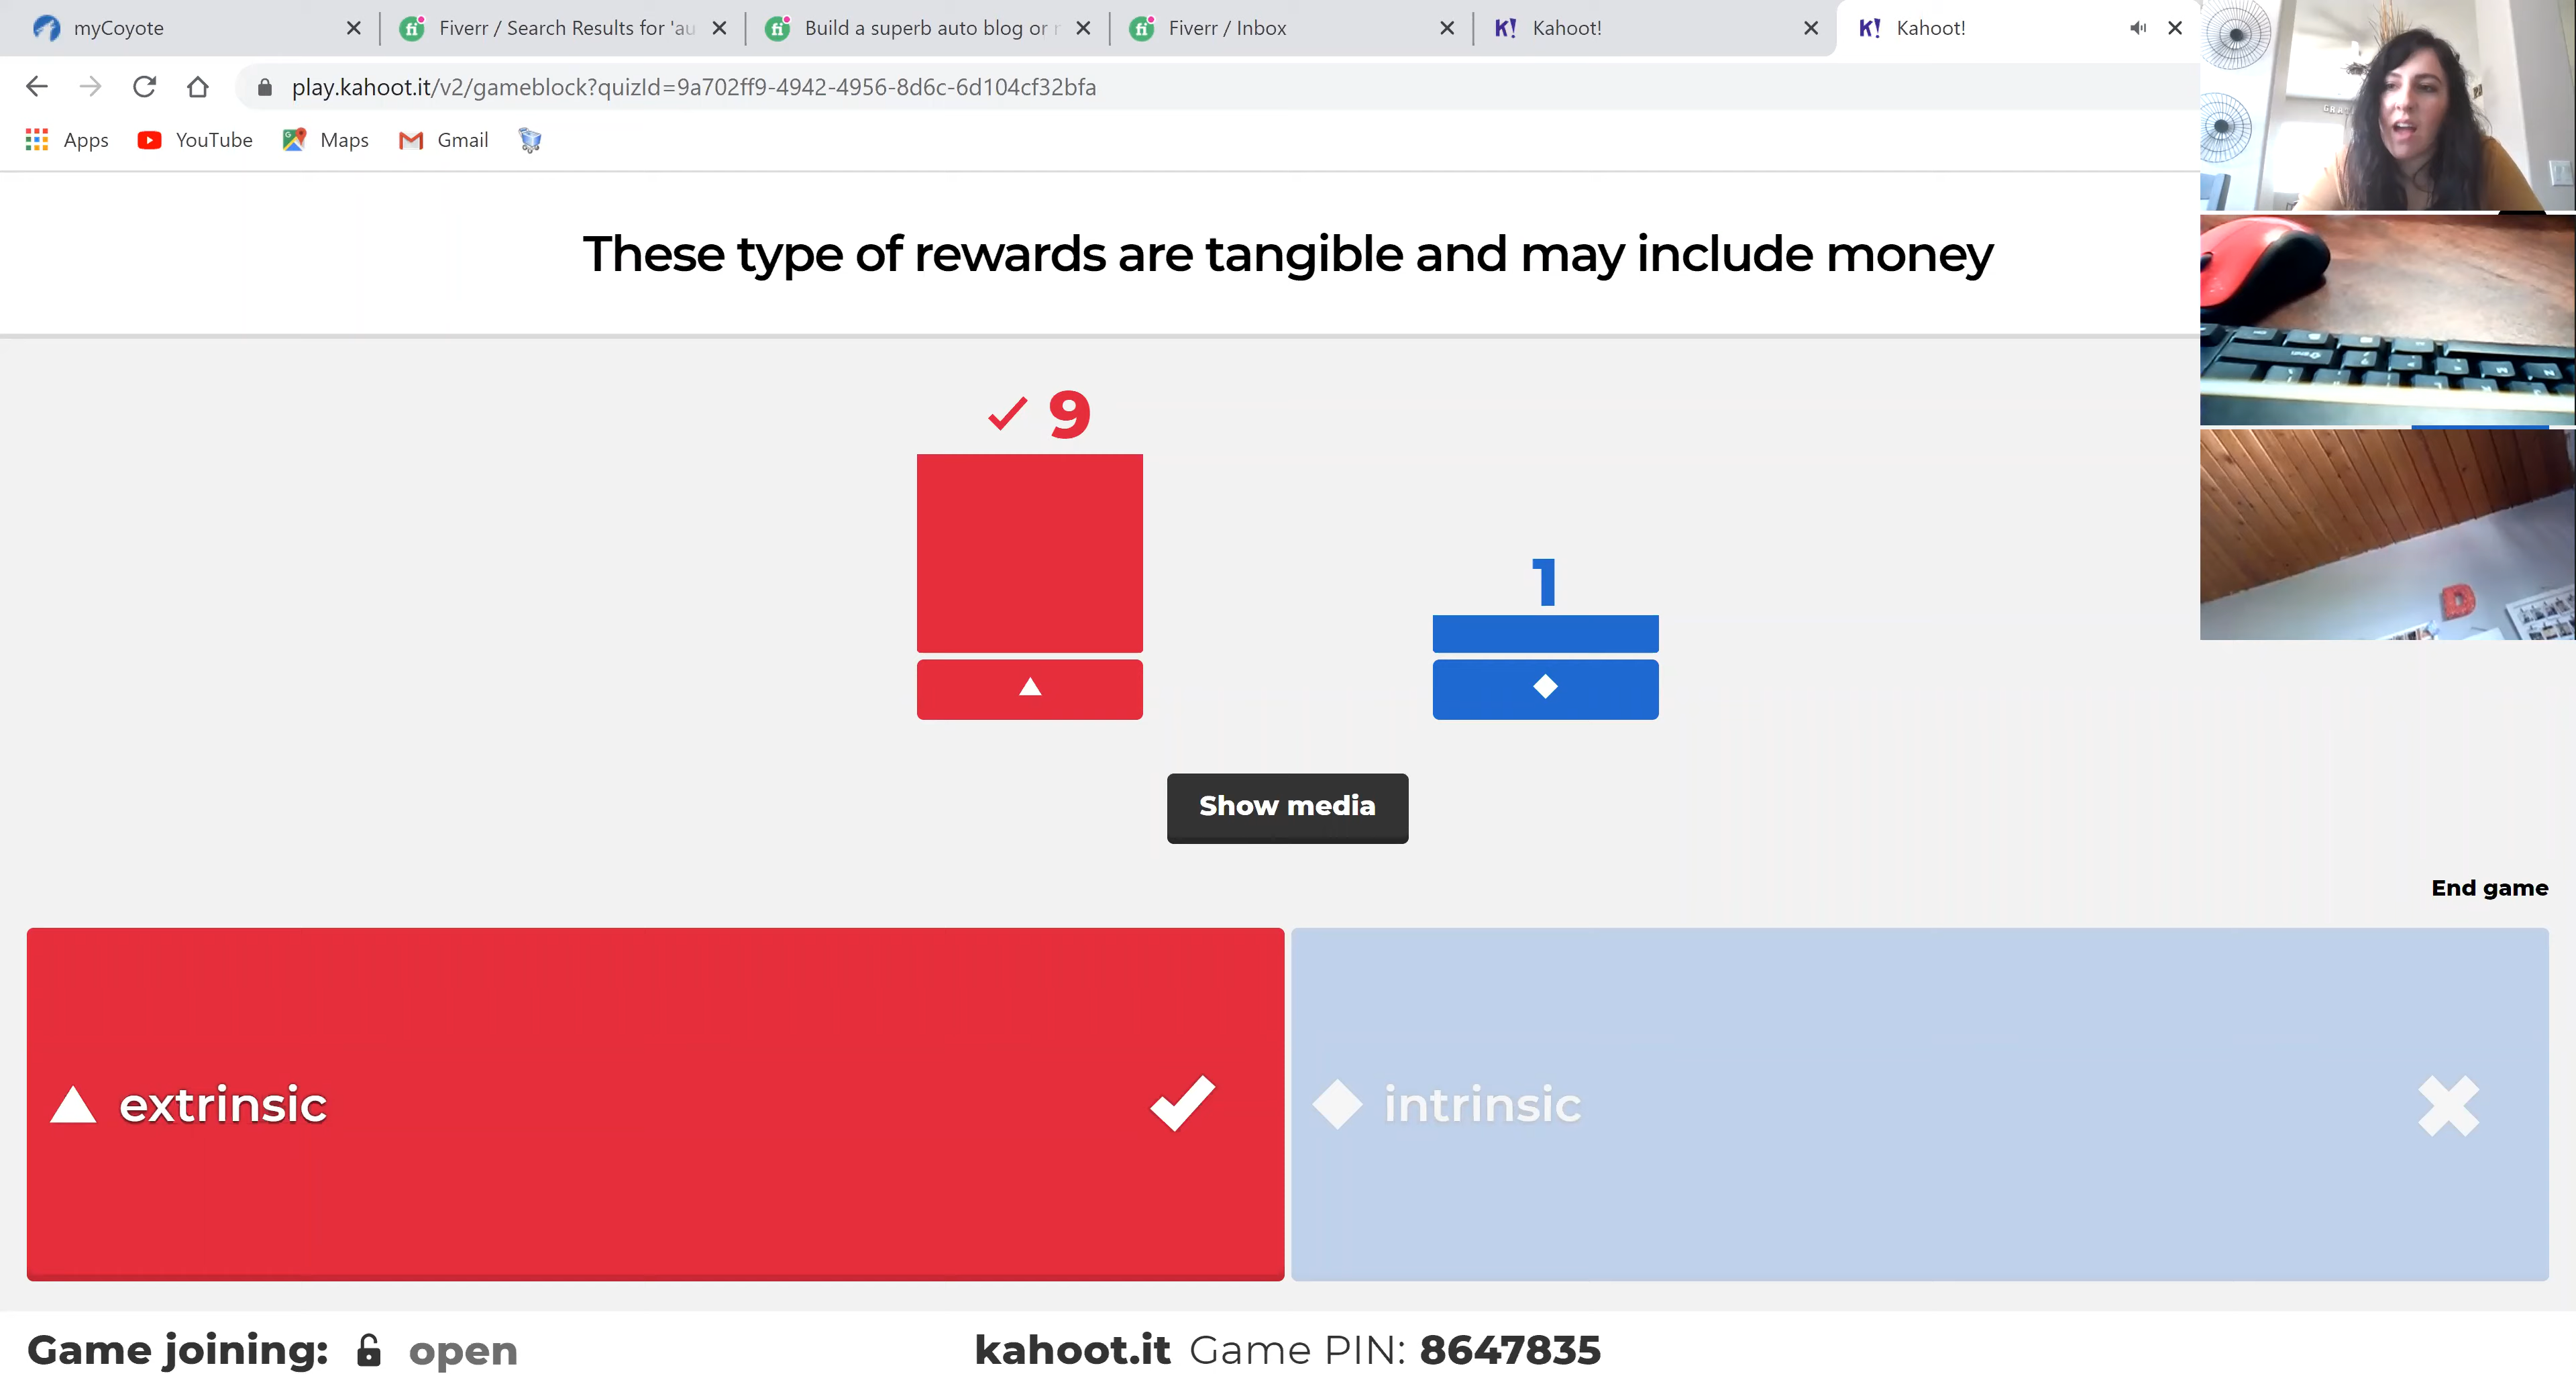 myCoyote
Fiverr / Search Results for 'au
Build a superb auto blog or
Fiverr / Inbox
K! Kahoot!
K! Kahoot!
play.kahoot.it/v2/gameblock?quizId=9a702ff9-4942-4956-8d6c-6d104cf32bfa
Apps
YouTube
Maps
Gmail
These type of rewards are tangible and may include money
9
1
Show media
End game
extrinsic
intrinsic
Game joining: open
kahoot.it Game PIN: 8647835
D